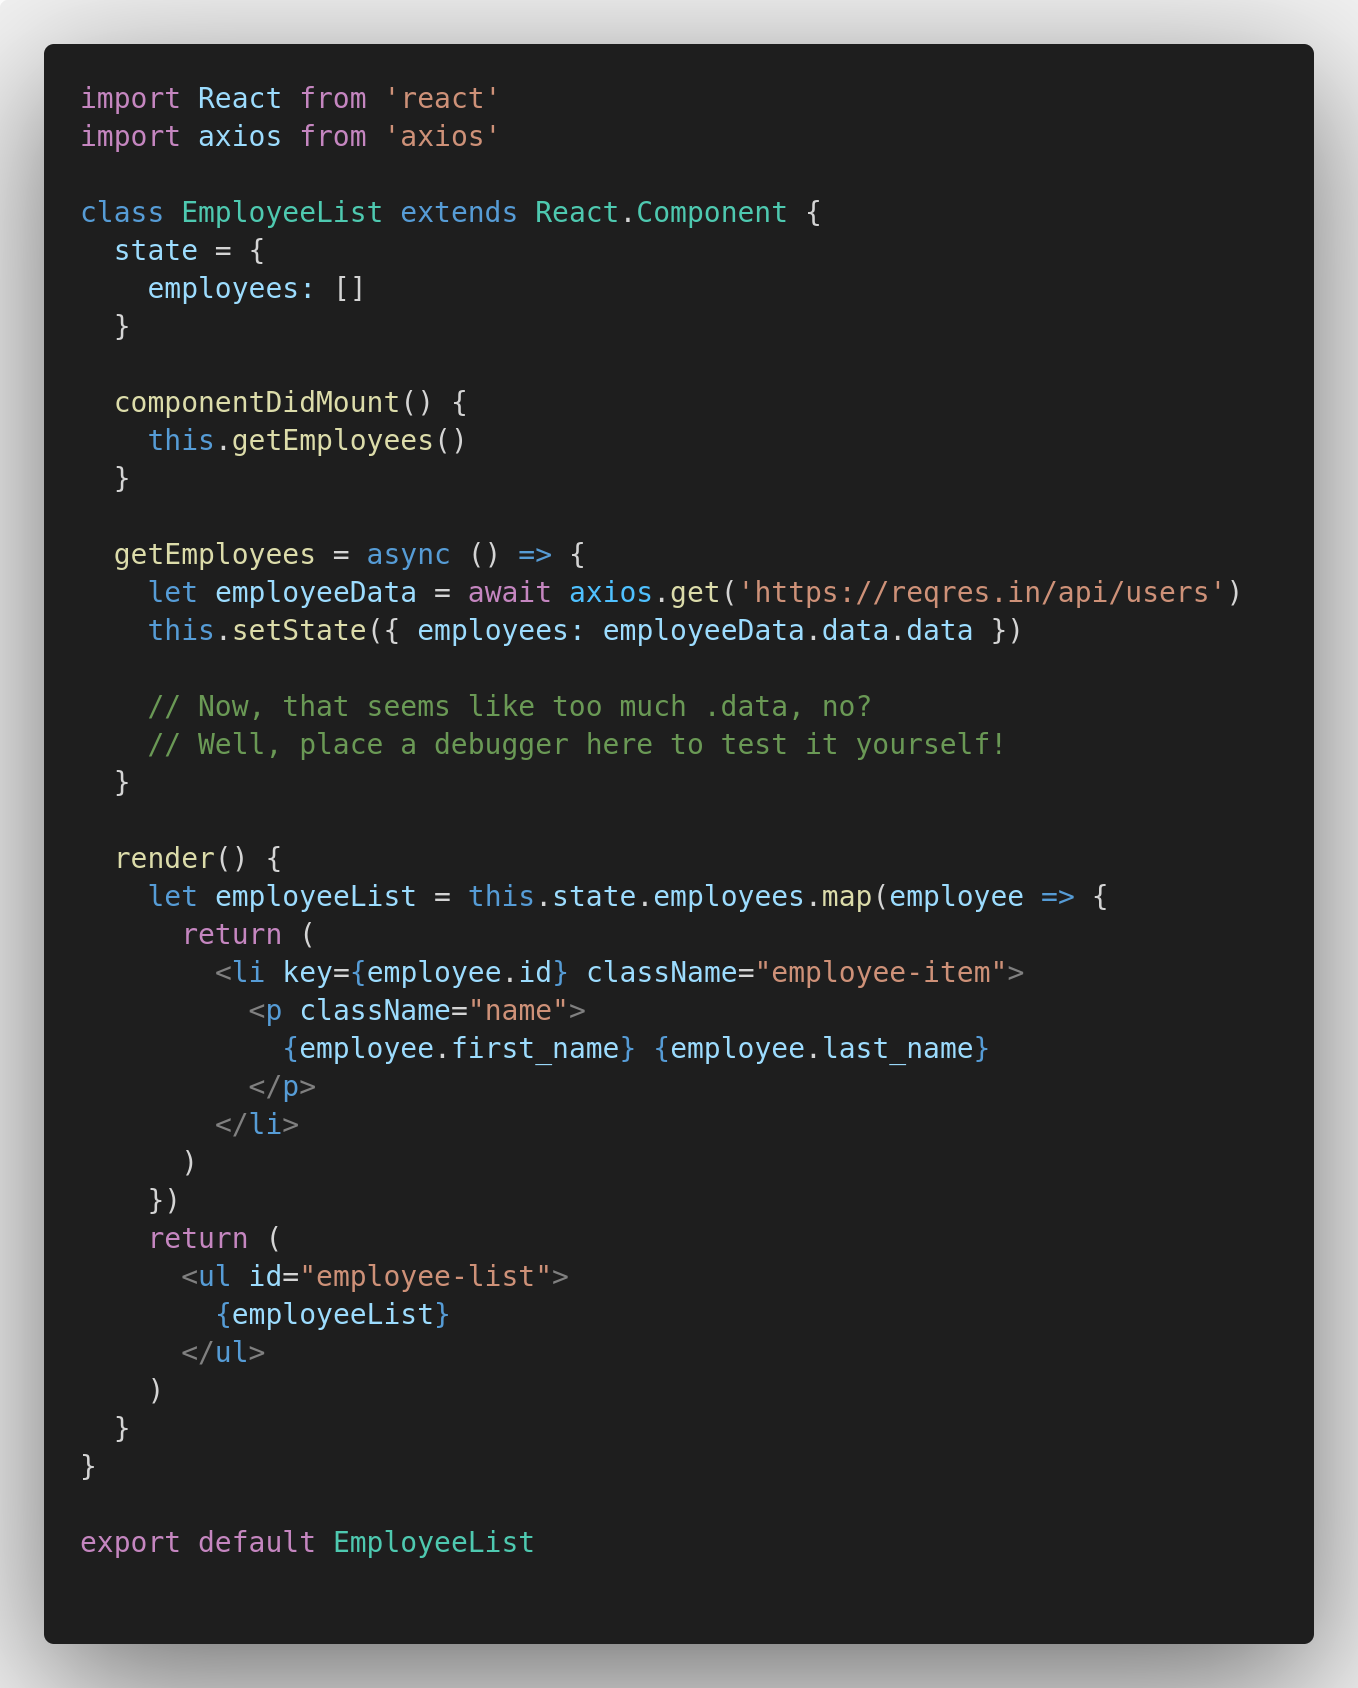 import React from 'react'
import axios from 'axios'

class EmployeeList extends React.Component {
  state = {
    employees: []
  }

  componentDidMount() {
    this.getEmployees()
  }

  getEmployees = async () => {
    let employeeData = await axios.get('https://reqres.in/api/users')
    this.setState({ employees: employeeData.data.data })

    // Now, that seems like too much .data, no?
    // Well, place a debugger here to test it yourself!
  }

  render() {
    let employeeList = this.state.employees.map(employee => {
      return (
        <li key={employee.id} className="employee-item">
          <p className="name">
            {employee.first_name} {employee.last_name}
          </p>
        </li>
      )
    })
    return (
      <ul id="employee-list">
        {employeeList}
      </ul>
    )
  }
}

export default EmployeeList